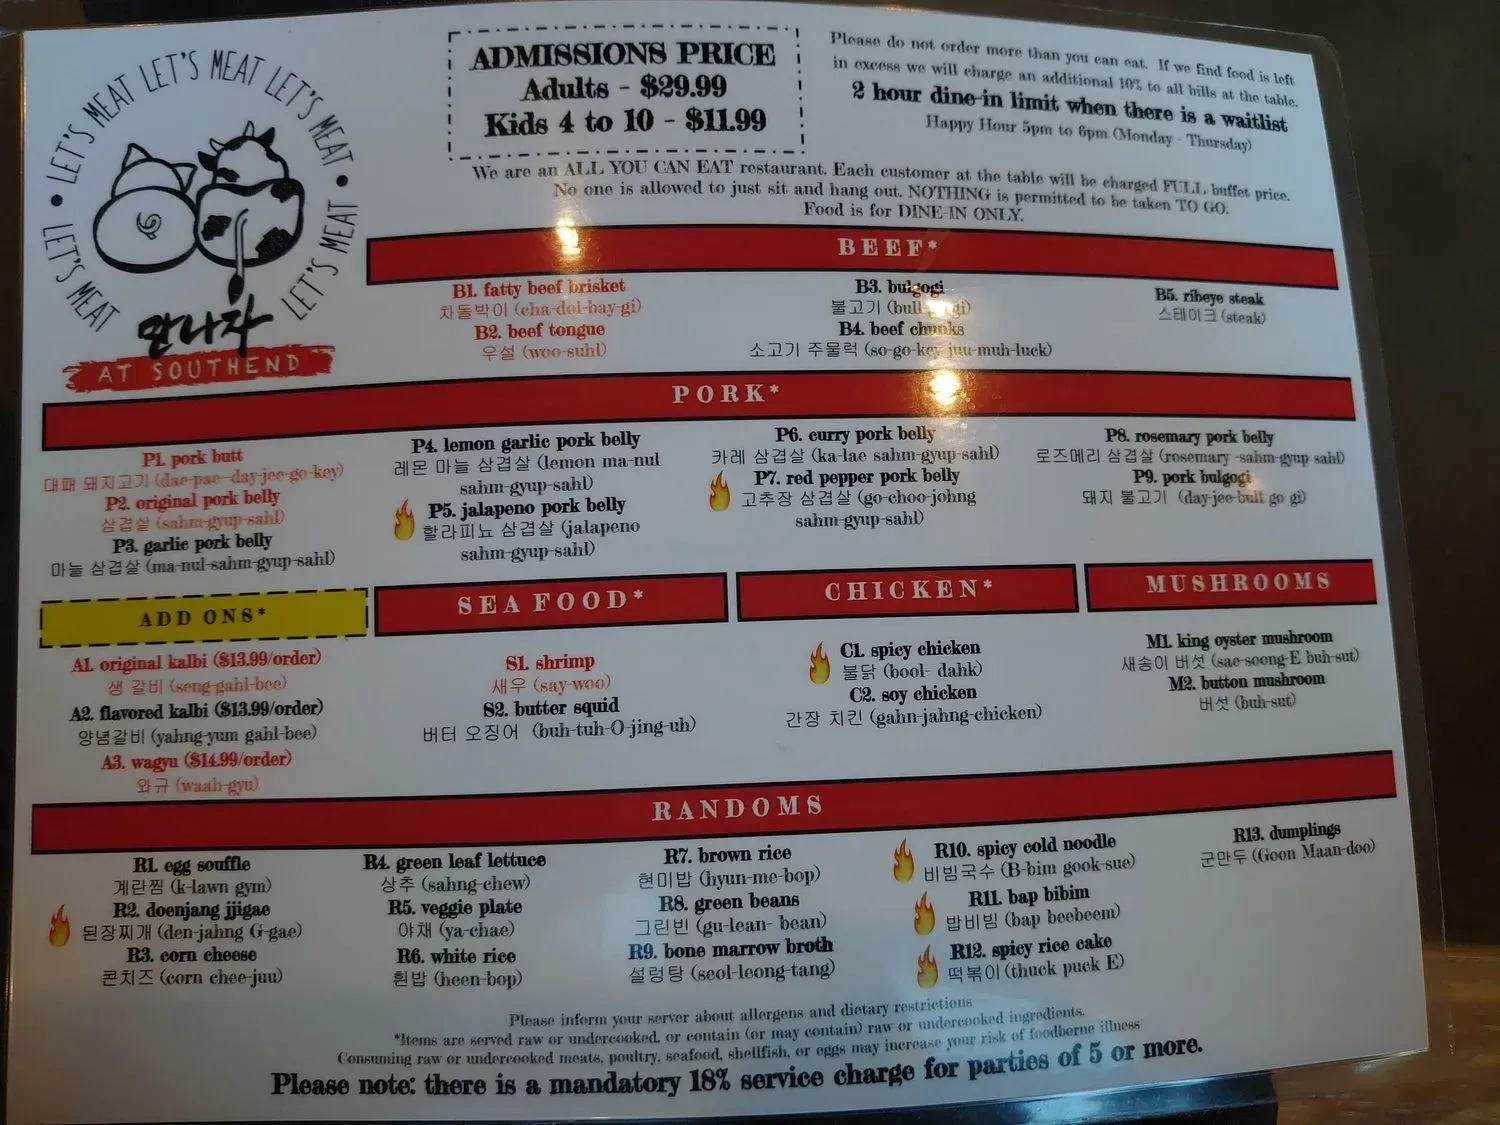 LET'S MEAT LET'S MEAT LET'S MEAT LET'S MEAT LET'S MEAT
만나자
AT SOUTHEND
ADMISSIONS PRICE
Adults - $29.99
Kids 4 to 10 - $11.99
Please do not order more than you can eat. If we find food is left
in excess we will charge an additional 10% to all bills at the table.
2 hour dine-in limit when there is a waitlist
Happy Hour 5pm to 6pm (Monday - Thursday)
We are an ALL YOU CAN EAT restaurant. Each customer at the table will be charged FULL buffet price.
No one is allowed to just sit and hang out. NOTHING is permitted to be taken TO GO.
Food is for DINE-IN ONLY.
BEEF*
B1. fatty beef brisket
차돌박이 (cha-dol-bay-gi)
B2. beef tongue
우설 (woo-suhl)
B3. bulgogi
불고기
B4. beef chunks
소고기 주물럭 (so-go-key juu-muh-luck)
B5. ribeye steak
스테이크 (steak)
PORK*
P1. pork butt
대패 돼지고기 (dae-pae-day-jee-go-key)
P2. original pork belly
삼겹살 (sahm-gyup-sahl)
P3. garlic pork belly
마늘 삼겹살 (ma-nul-sahm-gyup-sahl)
P4. lemon garlic pork belly
레몬 마늘 삼겹살 (lemon ma-nul
sahm-gyup-sahl)
P5. jalapeno pork belly
할라피뇨 삼겹살 (jalapeno
sahm-gyup-sahl)
P6. curry pork belly
카레 삼겹살 (ka-lae sahm-gyup-sahl)
P7. red pepper pork belly
고추장 삼겹살 (go-choo-johng
sahm-gyup-sahl)
P8. rosemary pork belly
로즈메리 삼겹살 (rosemary -sahm-gyup sahl)
P9. pork bulgogi
돼지 불고기 (day-jee-bull go gi)
ADD ONS*
A1. original kalbi ($13.99/order)
생 갈비 (seng-gahl-bee)
A2. flavored kalbi ($13.99/order)
양념갈비 (yahng-yum gahl-bee)
A3. wagyu ($14.99/order)
와규 (waah-gyu)
SEA FOOD*
S1. shrimp
새우 (say-woo)
S2. butter squid
버터 오징어 (buh-tuh-O-jing-uh)
CHICKEN*
C1. spicy chicken
불닭 (bool- dahk)
C2. soy chicken
간장 치킨 (gahn-jahng-chicken)
MUSHROOMS
M1. king oyster mushroom
새송이 버섯 (sae-soong-E buh-sut)
M2. button mushroom
버섯 (buh-sut)
RANDOMS
R1. egg souffle
계란찜 (k-lawn gym)
R2. doenjang jjigae
된장찌개 (den-jahng G-gae)
R3. corn cheese
콘치즈 (corn chee-juu)
R4. green leaf lettuce
상추 (sahng-chew)
R5. veggie plate
야채 (ya-chae)
R6. white rice
흰밥 (heen-bop)
R7. brown rice
현미밥 (hyun-me-bop)
R8. green beans
그린빈 (gu-lean- bean)
R9. bone marrow broth
설렁탕 (seol-leong-tang)
R10. spicy cold noodle
비빔국수 (B-bim gook-sue)
R11. bap bibim
밥비빔 (bap beebeem)
R12. spicy rice cake
떡볶이 (thuck puck E)
R13. dumplings
군만두 (Goon Maan-doo)
Please inform your server about allergens and dietary restrictions
*Items are served raw or undercooked, or contain (or may contain) raw or undercooked ingredients.
Consuming raw or undercooked meats, poultry, seafood, shellfish, or eggs may increase your risk of foodborne illness
Please note: there is a mandatory 18% service charge for parties of 5 or more.